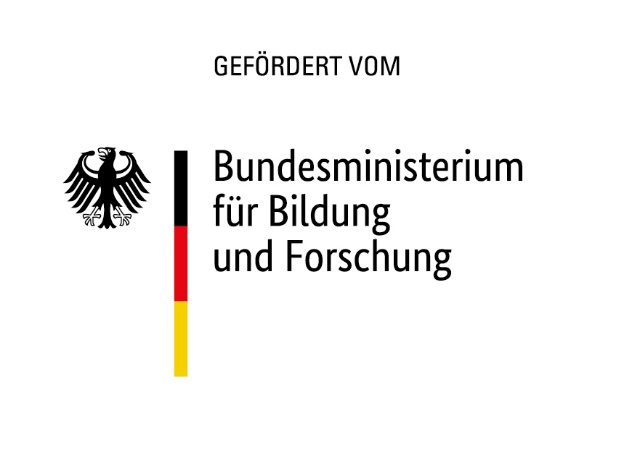 GEFÖRDERT VOM
Bundesministerium
für Bildung
und Forschung